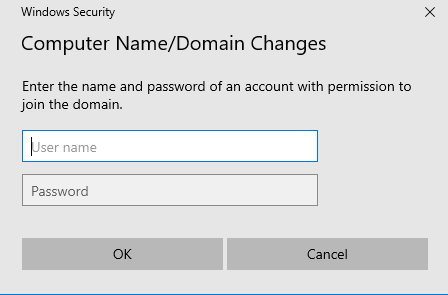 Windows Security
Computer Name/Domain Changes
Enter the name and password of an account with permission to
join the domain.
User name
Password
OK
Cancel